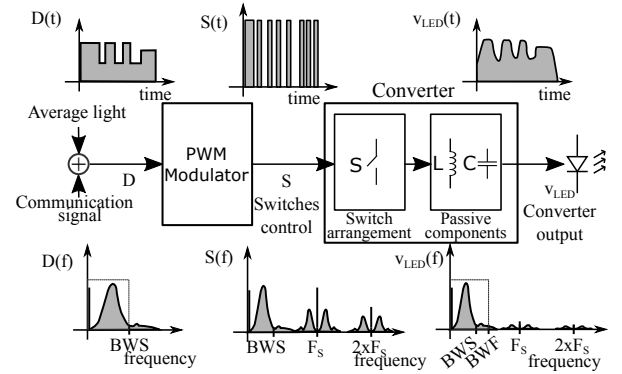 D(t)
S(t)
vLED(t)
time
time
time
Average light
Converter
PWM
Modulator
S
L
C
D
S
Switches
control
Communication
signal
Switch
arrangement
Passive
components
vLED
Converter
output
D(f)
S(f)
vLED(f)
BWS
frequency
BWS
FS
2xFS
frequency
BWS
BWF
FS
2xFS
frequency